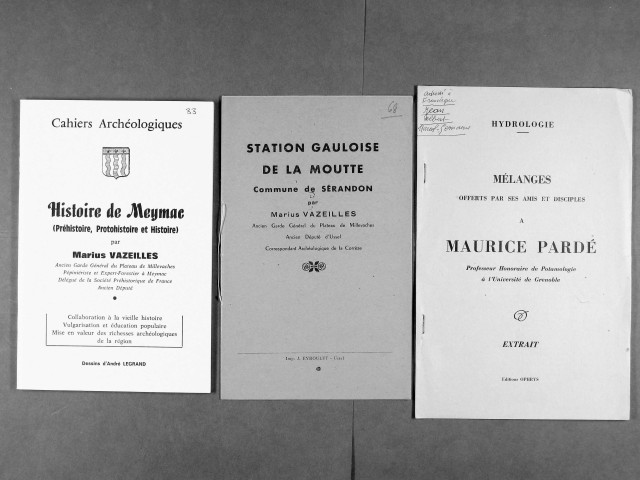 83
Cahiers Archéologiques
Histoire de Meymac
(Préhistoire, Protohistoire et Histoire)
par
Marius VAZEILLES
Ancien Garde Général du Plateau de Millevaches
Pépiniériste et Expert-Forestier à Meymac
Délégué de la Société Préhistorique de France
Ancien Député
Collaboration à la vieille histoire
Vulgarisation et éducation populaire
Mise en valeur des richesses archéologiques
de la région
Dessins d'André LEGRAND
68
STATION GAULOISE
DE LA MOUTTE
Commune de SÉRANDON
par
Marius VAZEILLES
Ancien Garde Général du Plateau de Millevaches
Ancien Député d'Ussel
Correspondant Archéologique de la Corrèze
Imp. J. EYBOULET - Ussel
HYDROLOGIE
MÉLANGES
OFFERTS PAR SES AMIS ET DISCIPLES
A
MAURICE PARDÉ
Professeur Honoraire de Potamologie
à l'Université de Grenoble
EXTRAIT
Editions OPHRYS